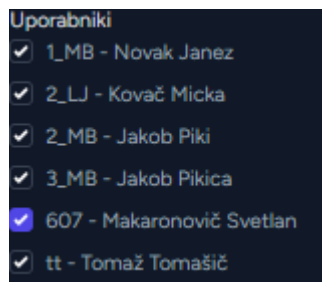 Uporabniki
1_MB - Novak Janez
2_LJ - Kovač Micka
2_MB - Jakob Piki
3_MB - Jakob Pikica
607 - Makaronovič Svetlan
tt - Tomaž Tomašič